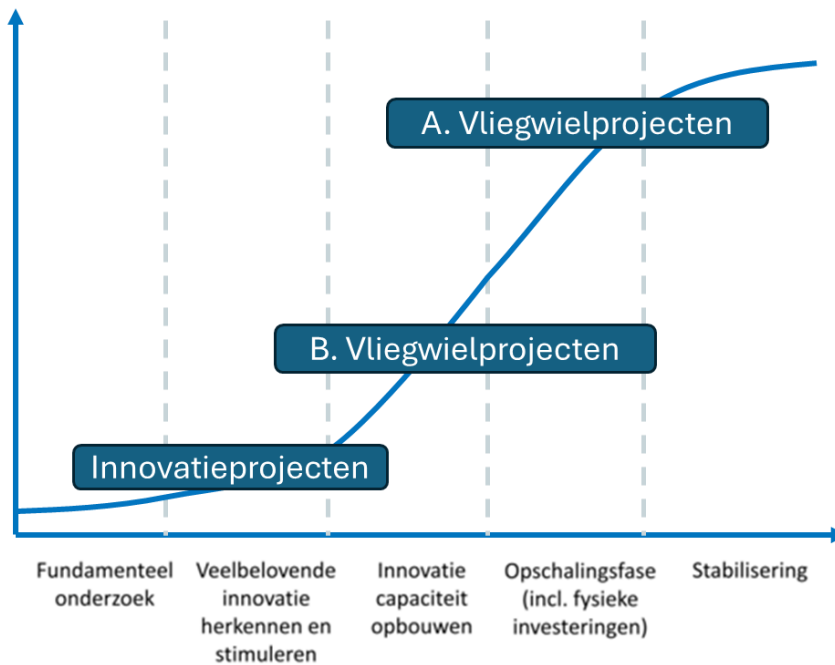 A. Vliegwielprojecten
B. Vliegwielprojecten
Innovatieprojecten
Fundamenteel
onderzoek
Veelbelovende
innovatie
herkennen en
stimuleren
Innovatie
capaciteit
opbouwen
Opschalingsfase
(incl. fysieke
investeringen)
Stabilisering